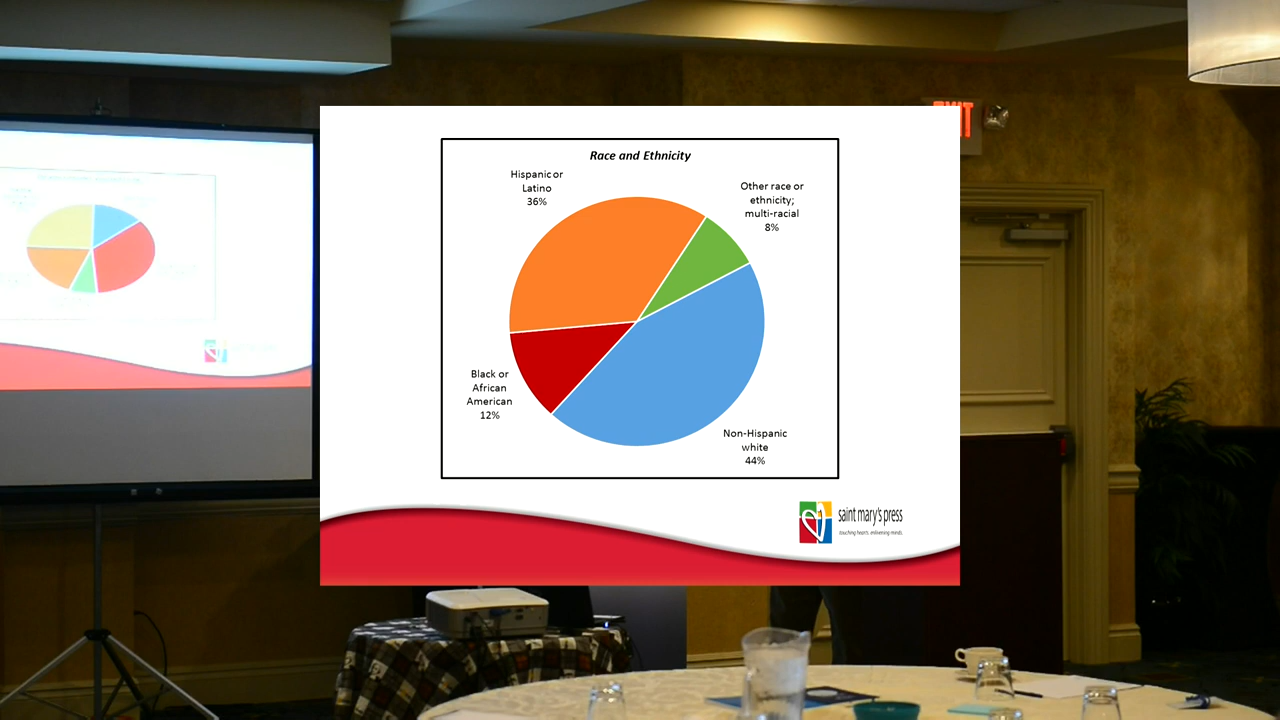 Race and Ethnicity
Hispanic or
Latino
36%
Other race or
ethnicity;
multi-racial
8%
Black or
African
American
12%
Non-Hispanic
white
44%
saint mary's press
touching hearts. enlivening minds.